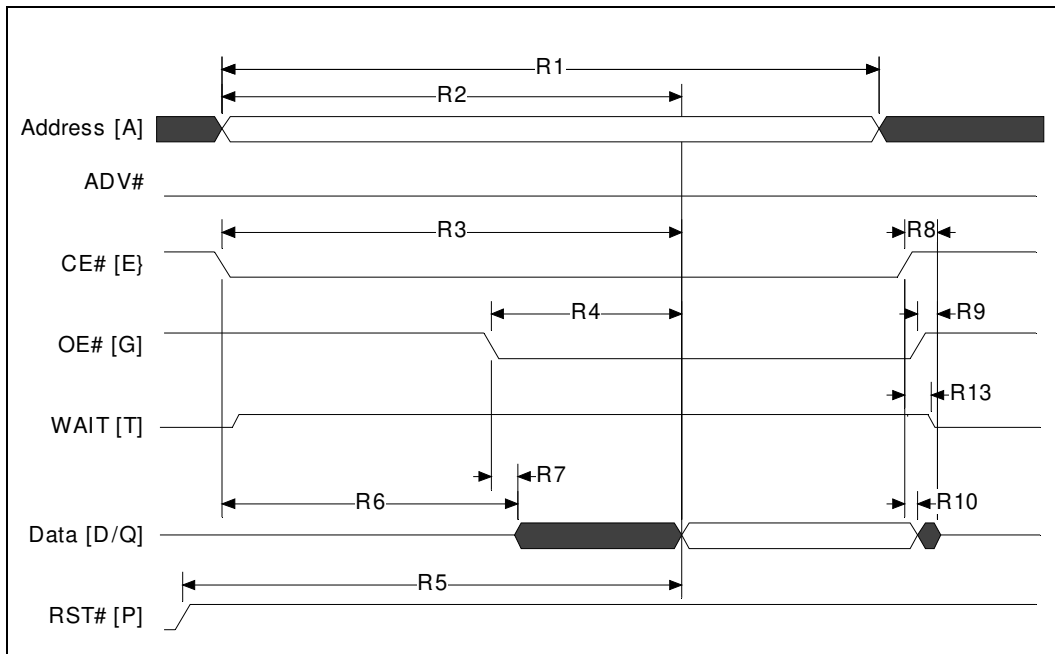 R1
R2
Address [A]
ADV#
R3
R8
CE# [E}
R4
R9
OE# [G]
R13
WAIT [T]
R7
R6
R10
Data [D/Q]
R5
RST# [P]